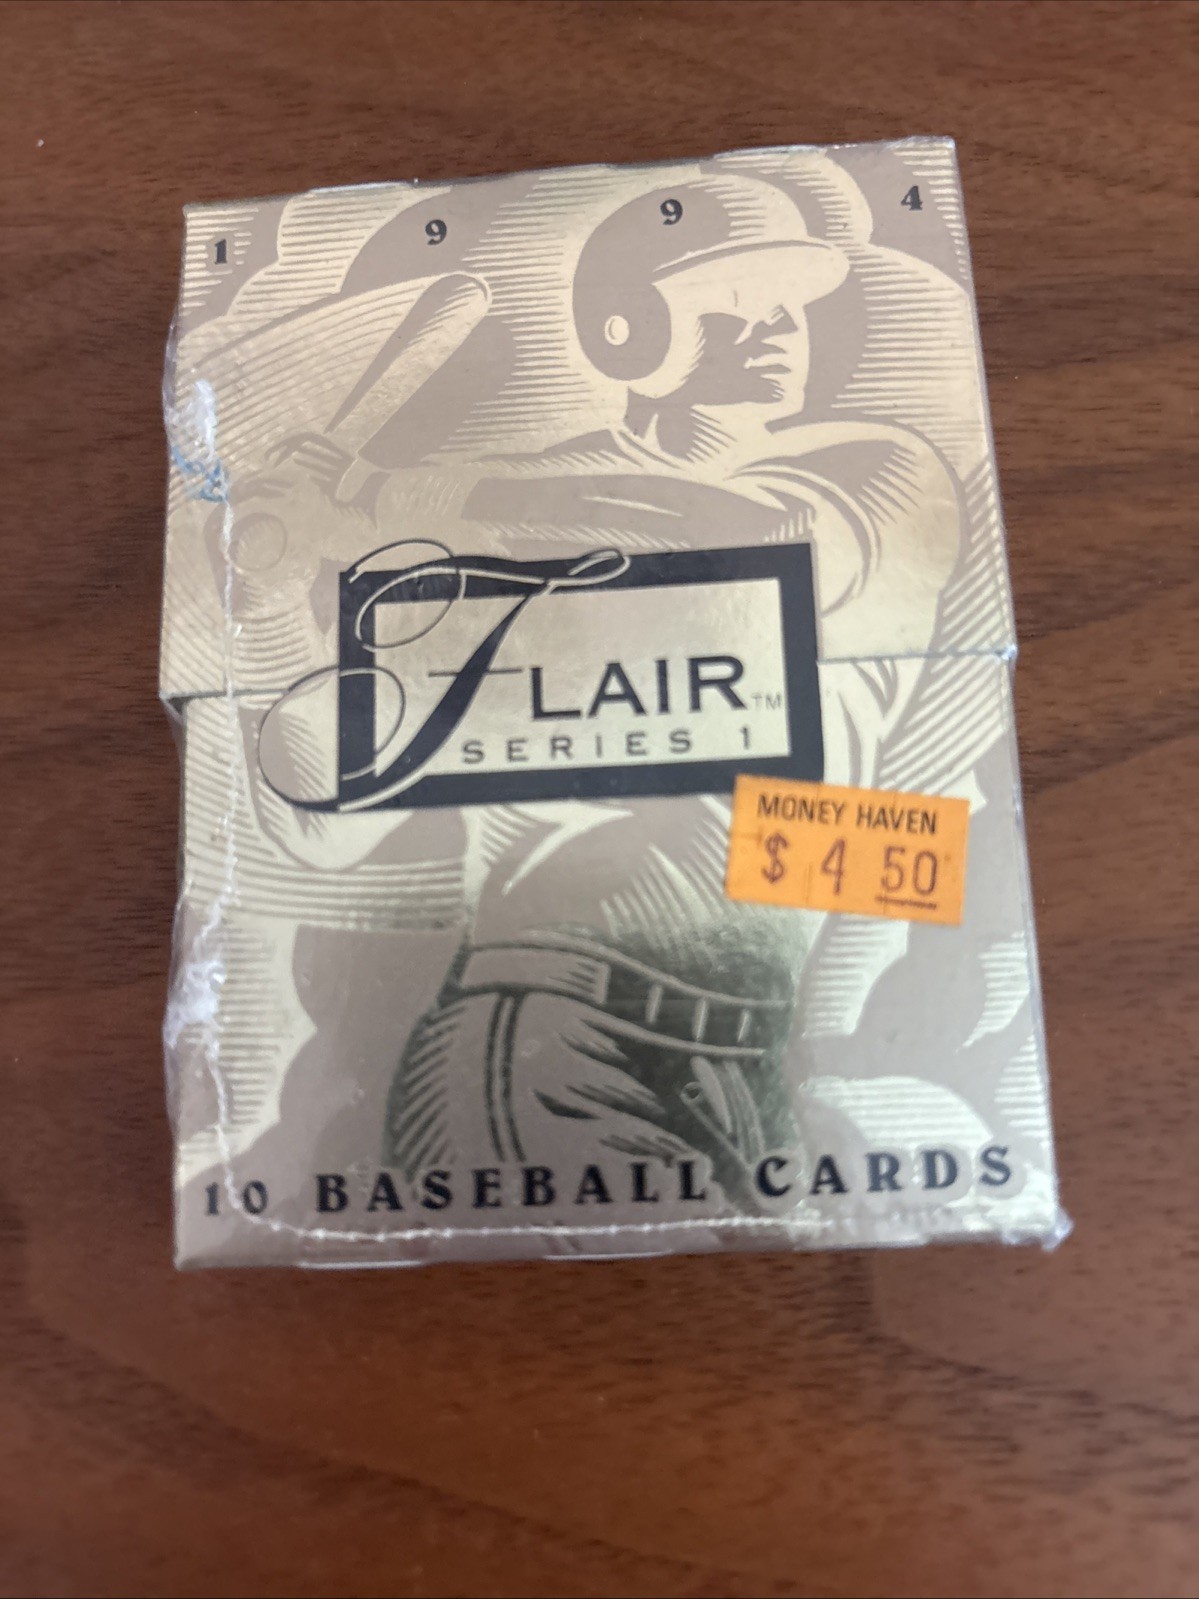 1 9 9 4
FLAIR™
SERIES 1
MONEY HAVEN
$ 4 50
10 BASEBALL CARDS